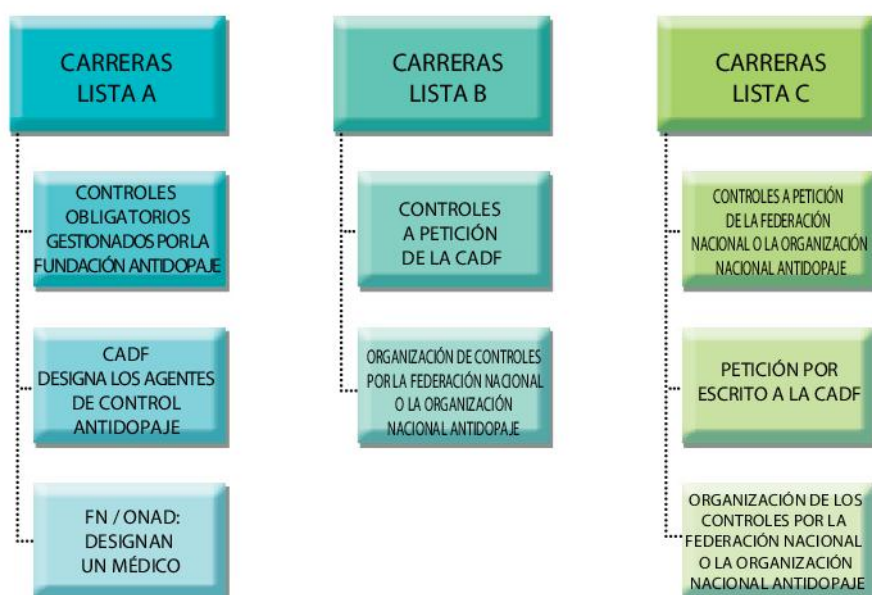 CARRERAS
LISTA A
CONTROLES
OBLIGATORIOS
GESTIONADOS POR LA
FUNDACIÓN ANTIDOPAJE
CADF
DESIGNA LOS AGENTES
DE CONTROL
ANTIDOPAJE
FN / ONAD:
DESIGNAN
UN MÉDICO
CARRERAS
LISTA B
CONTROLES
A PETICIÓN
DE LA CADF
ORGANIZACIÓN DE CONTROLES
POR LA FEDERACIÓN NACIONAL
O LA ORGANIZACIÓN
NACIONAL ANTIDOPAJE
CARRERAS
LISTA C
CONTROLES A PETICIÓN
DE LA FEDERACIÓN
NACIONAL O LA ORGANIZACIÓN
NACIONAL ANTIDOPAJE
PETICIÓN POR
ESCRITO A LA CADF
ORGANIZACIÓN DE LOS
CONTROLES POR LA
FEDERACIÓN NACIONAL
O LA ORGANIZACIÓN
NACIONAL ANTIDOPAJE